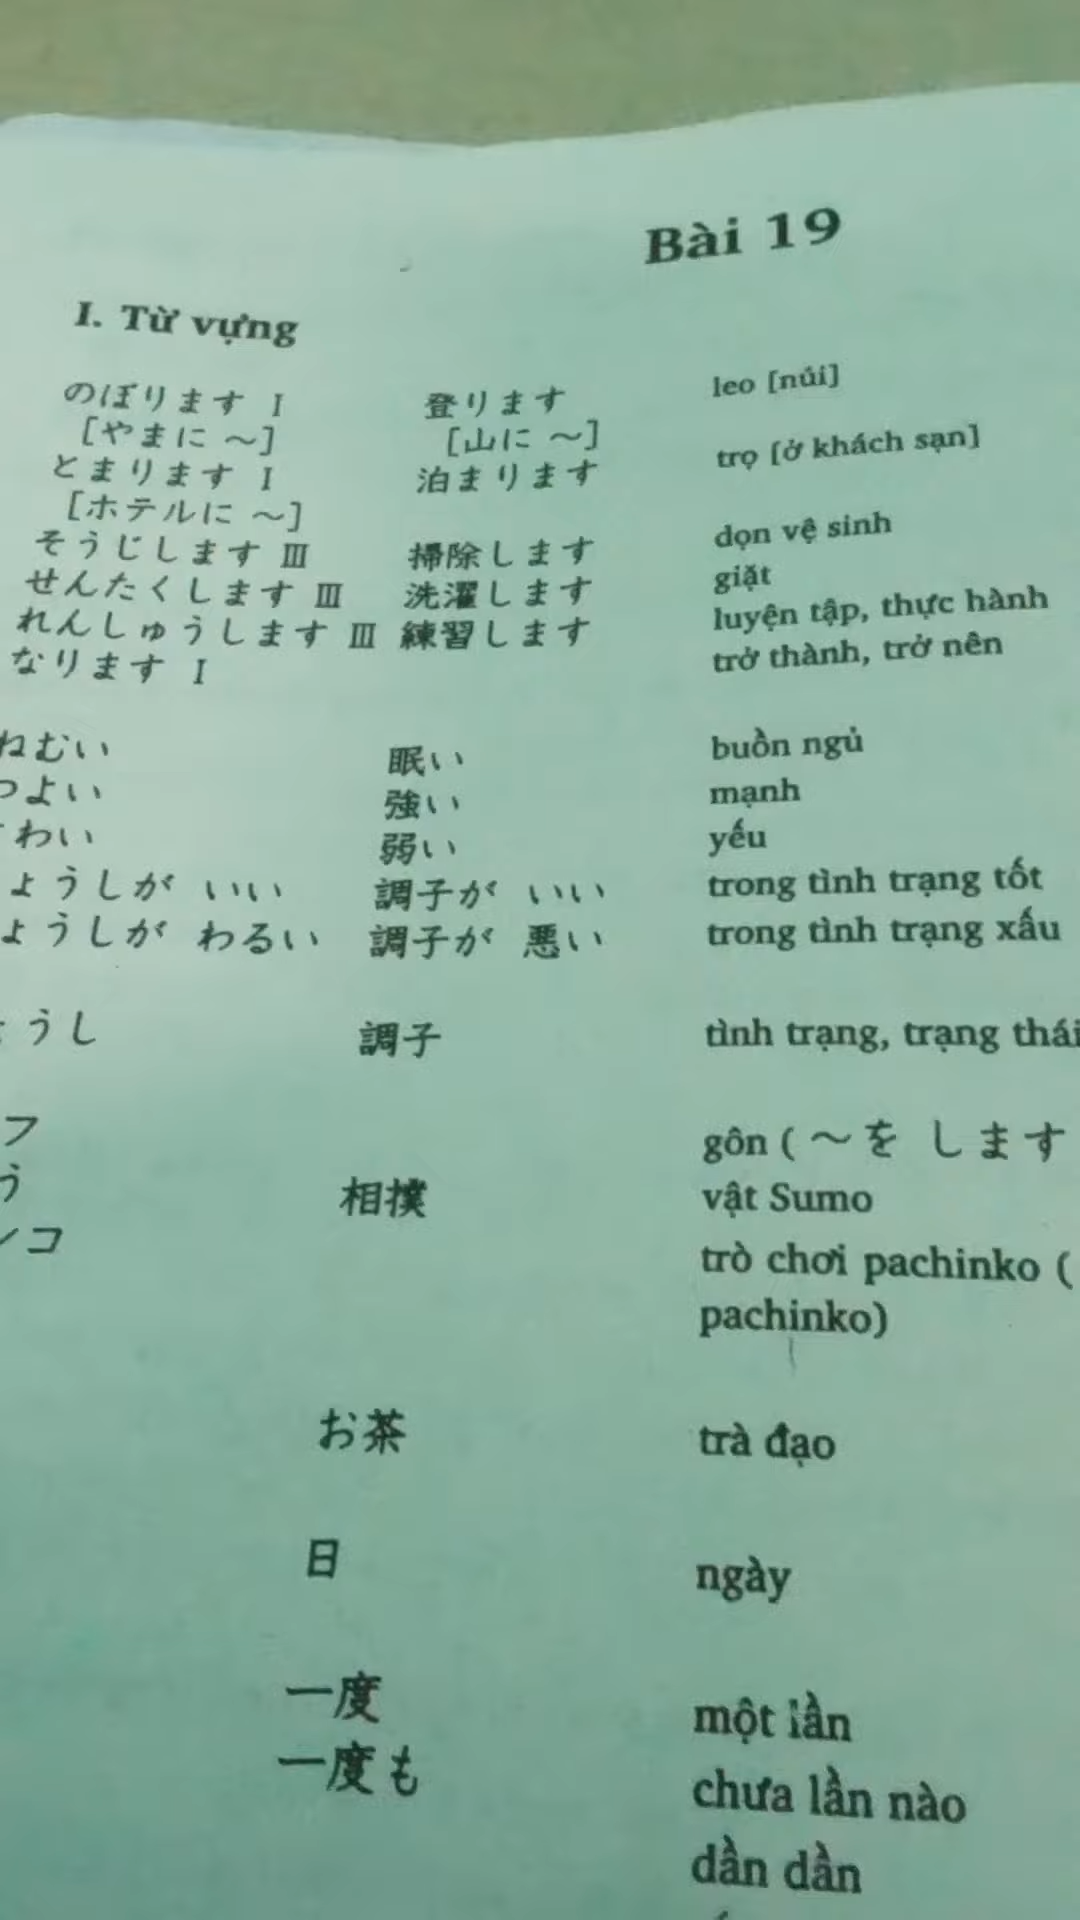 Bài 19
I. Từ vựng
のぼります I 登ります leo [núi]
[やまに ～] [山に ～]
とまります I 泊まります trọ [ở khách sạn]
[ホテルに ～]
そうじします III 掃除します dọn vệ sinh
せんたくします III 洗濯します giặt
れんしゅうします III 練習します luyện tập, thực hành
なります I trở thành, trở nên
ねむい 眠い buồn ngủ
つよい 強い mạnh
わい 弱い yếu
ょうしが いい 調子が いい trong tình trạng tốt
ょうしが わるい 調子が 悪い trong tình trạng xấu
うし 調子 tình trạng, trạng thái
フ gôn ( ～を します
う 相撲 vật Sumo
ンコ trò chơi pachinko (
pachinko)
お茶 trà đạo
日 ngày
一度 một lần
一度も chưa lần nào
dần dần